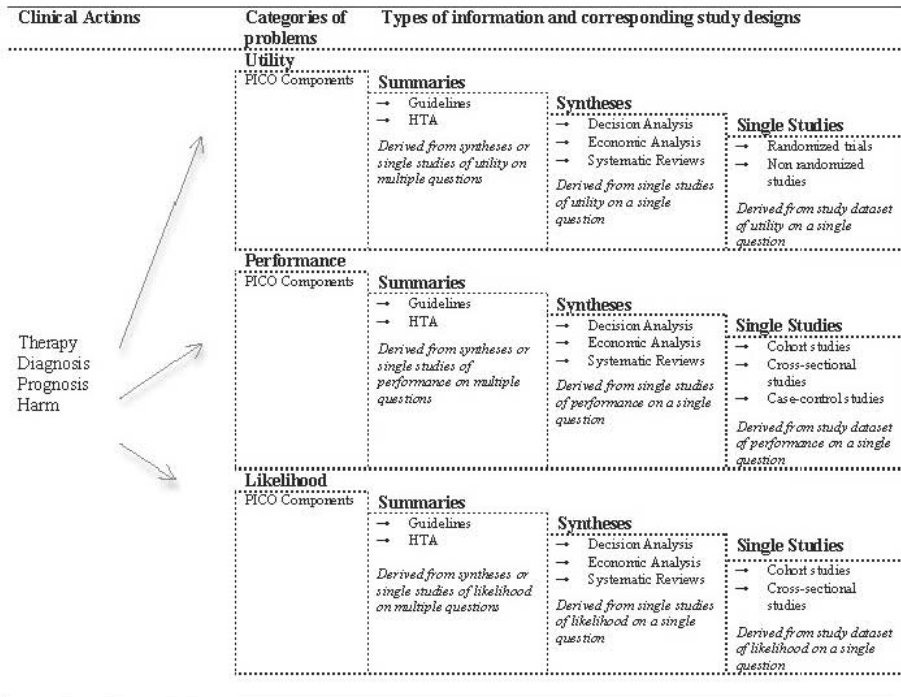 Clinical Actions
Categories of
problems
Types of information and corresponding study designs
Therapy
Diagnosis
Prognosis
Harm
Utility
PICO Components
Summaries
→ Guidelines
→ HTA
Derived from syntheses or
single studies of utility on
multiple questions
Syntheses
→ Decision Analysis
→ Economic Analysis
→ Systematic Reviews
Derived from single studies
of utility on a single
question
Single Studies
→ Randomized trials
→ Non randomized
studies
Derived from study dataset
of utility on a single
question
Performance
PICO Components
Summaries
→ Guidelines
→ HTA
Derived from syntheses or
single studies of
performance on multiple
questions
Syntheses
→ Decision Analysis
→ Economic Analysis
→ Systematic Reviews
Derived from single studies
of performance on a single
question
Single Studies
→ Cohort studies
→ Cross-sectional
studies
→ Case-control studies
Derived from study dataset
of performance on a single
question
Likelihood
PICO Components
Summaries
→ Guidelines
→ HTA
Derived from syntheses or
single studies of likelihood
on multiple questions
Syntheses
→ Decision Analysis
→ Economic Analysis
→ Systematic Reviews
Derived from single studies
of likelihood on a single
question
Single Studies
→ Cohort studies
→ Cross-sectional
studies
Derived from study dataset
of likelihood on a single
question